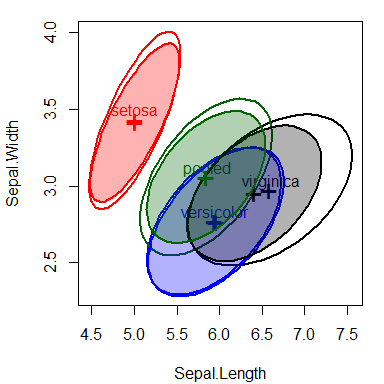 4.0
3.5
3.0
2.5
Sepal.Width
setosa
pooled
virginica
versicolor
4.5 5.0 5.5 6.0 6.5 7.0 7.5
Sepal.Length